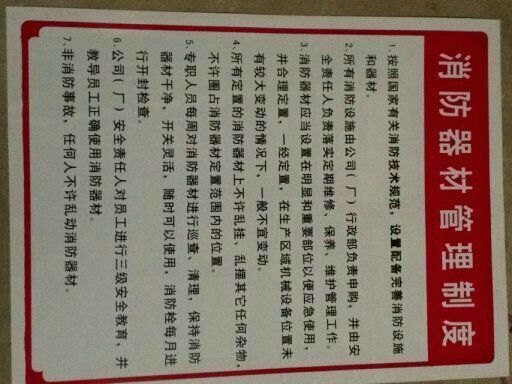 消防器材管理制度
1. 按照国家有关消防技术规范，设置配备完善消防设施
和器材。
2. 所有消防设施由公司（厂）行政部负责申购，并由安
全责任人负责落实定期维修、保养、维护管理工作。
3. 消防器材应当设置在明显和重要部位以便应急使用，
并合理定置，一经定置，在生产区域机械设备位置未
有较大变动的情况下，一般不宜变动。
4. 所有定置的消防器材上不许乱挂、乱摆其它任何杂物，
不许圈占消防器材定置范围内的位置。
5. 专职人员每周对消防器材进行巡查、清理，保持消防
器材干净，开关灵活，随时可以使用，消防栓每月进
行开封检查。
6. 公司（厂）安全责任人对员工进行三级安全教育、并
教导员工正确使用消防器材。
7. 非消防事故，任何人不许乱动消防器材。